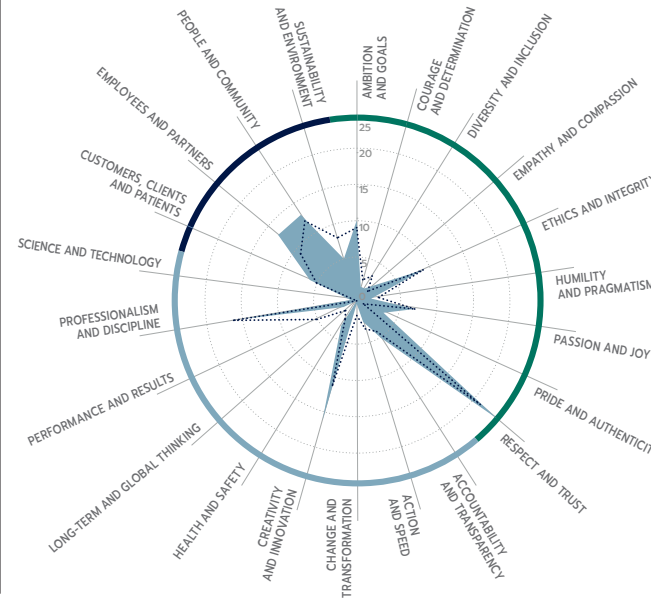 AMBITION
AND GOALS
COURAGE
AND DETERMINATION
DIVERSITY AND INCLUSION
EMPATHY AND COMPASSION
ETHICS AND INTEGRITY
HUMILITY
AND PRAGMATISM
PASSION AND JOY
PRIDE AND AUTHENTICIT
RESPECT AND TRUST
ACCOUNTABILITY
AND TRANSPARENCY
ACTION
AND SPEED
CHANGE AND
TRANSFORMATION
CREATIVITY
AND INNOVATION
HEALTH AND SAFETY
LONG-TERM AND GLOBAL THINKING
PERFORMANCE AND RESULTS
PROFESSIONALISM
AND DISCIPLINE
SCIENCE AND TECHNOLOGY
CUSTOMERS, CLIENTS
AND PATIENTS
EMPLOYEES AND PARTNERS
PEOPLE AND COMMUNITY
SUSTAINABILITY
AND ENVIRONMENT
25
20
15
10
5